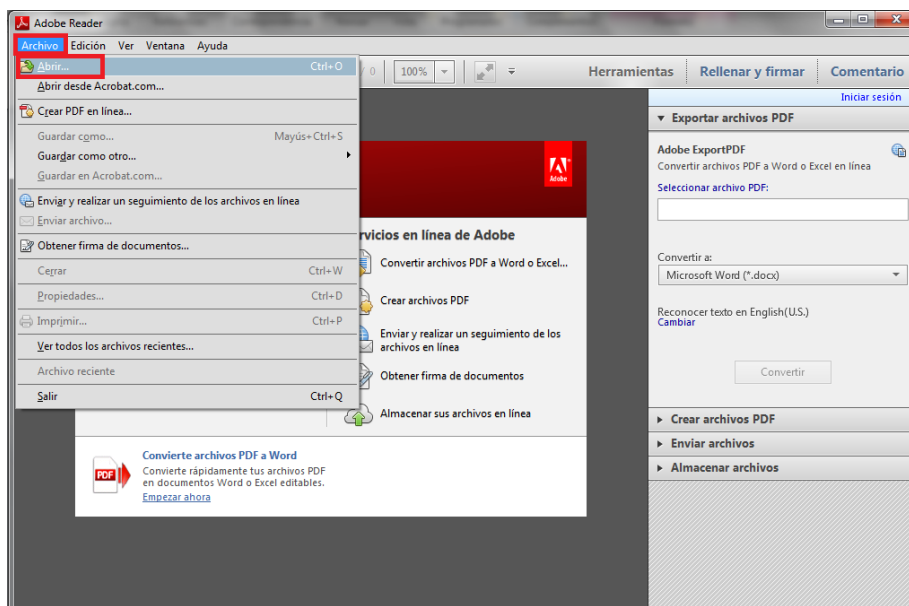 Adobe Reader
Archivo Edición Ver Ventana Ayuda
Abrir... Ctrl+O
Abrir desde Acrobat.com...
Crear PDF en línea...
Guardar como... Mayús+Ctrl+S
Guardar como otro...
Guardar en Acrobat.com...
Enviar y realizar un seguimiento de los archivos en línea
Enviar archivo...
Obtener firma de documentos...
Cerrar Ctrl+W
Propiedades... Ctrl+D
Imprimir... Ctrl+P
Ver todos los archivos recientes...
Archivo reciente
Salir Ctrl+Q
/ 0 100% Herramientas Rellenar y firmar Comentario
Adobe
rvicios en línea de Adobe
Convertir archivos PDF a Word o Excel...
Crear archivos PDF
Enviar y realizar un seguimiento de los
archivos en línea
Obtener firma de documentos
Almacenar sus archivos en línea
PDF
Convierte archivos PDF a Word
Convierte rápidamente tus archivos PDF
en documentos Word o Excel editables.
Empezar ahora
Iniciar sesión
Exportar archivos PDF
Adobe ExportPDF
Convertir archivos PDF a Word o Excel en línea
Seleccionar archivo PDF:
Convertir a:
Microsoft Word (*.docx)
Reconocer texto en English(U.S.)
Cambiar
Convertir
Crear archivos PDF
Enviar archivos
Almacenar archivos